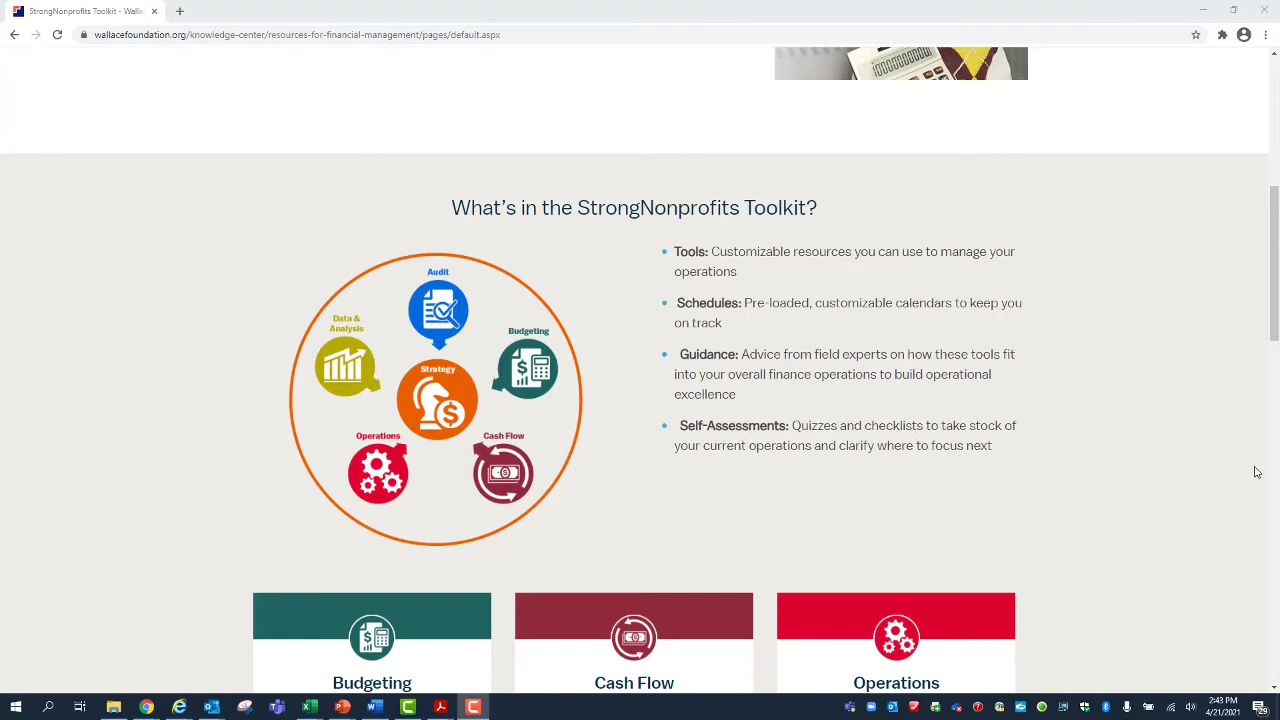 StrongNonprofits Toolkit - Walla
wallacefoundation.org/knowledge-center/resources-for-financial-management/pages/default.aspx
What's in the StrongNonprofits Toolkit?
Audit
Data &
Analysis
Budgeting
Strategy
Operations
Cash Flow
Tools: Customizable resources you can use to manage your
operations
Schedules: Pre-loaded, customizable calendars to keep you
on track
Guidance: Advice from field experts on how these tools fit
into your overall finance operations to build operational
excellence
Self-Assessments: Quizzes and checklists to take stock of
your current operations and clarify where to focus next
Budgeting
Cash Flow
Operations
2:43 PM
4/21/2021